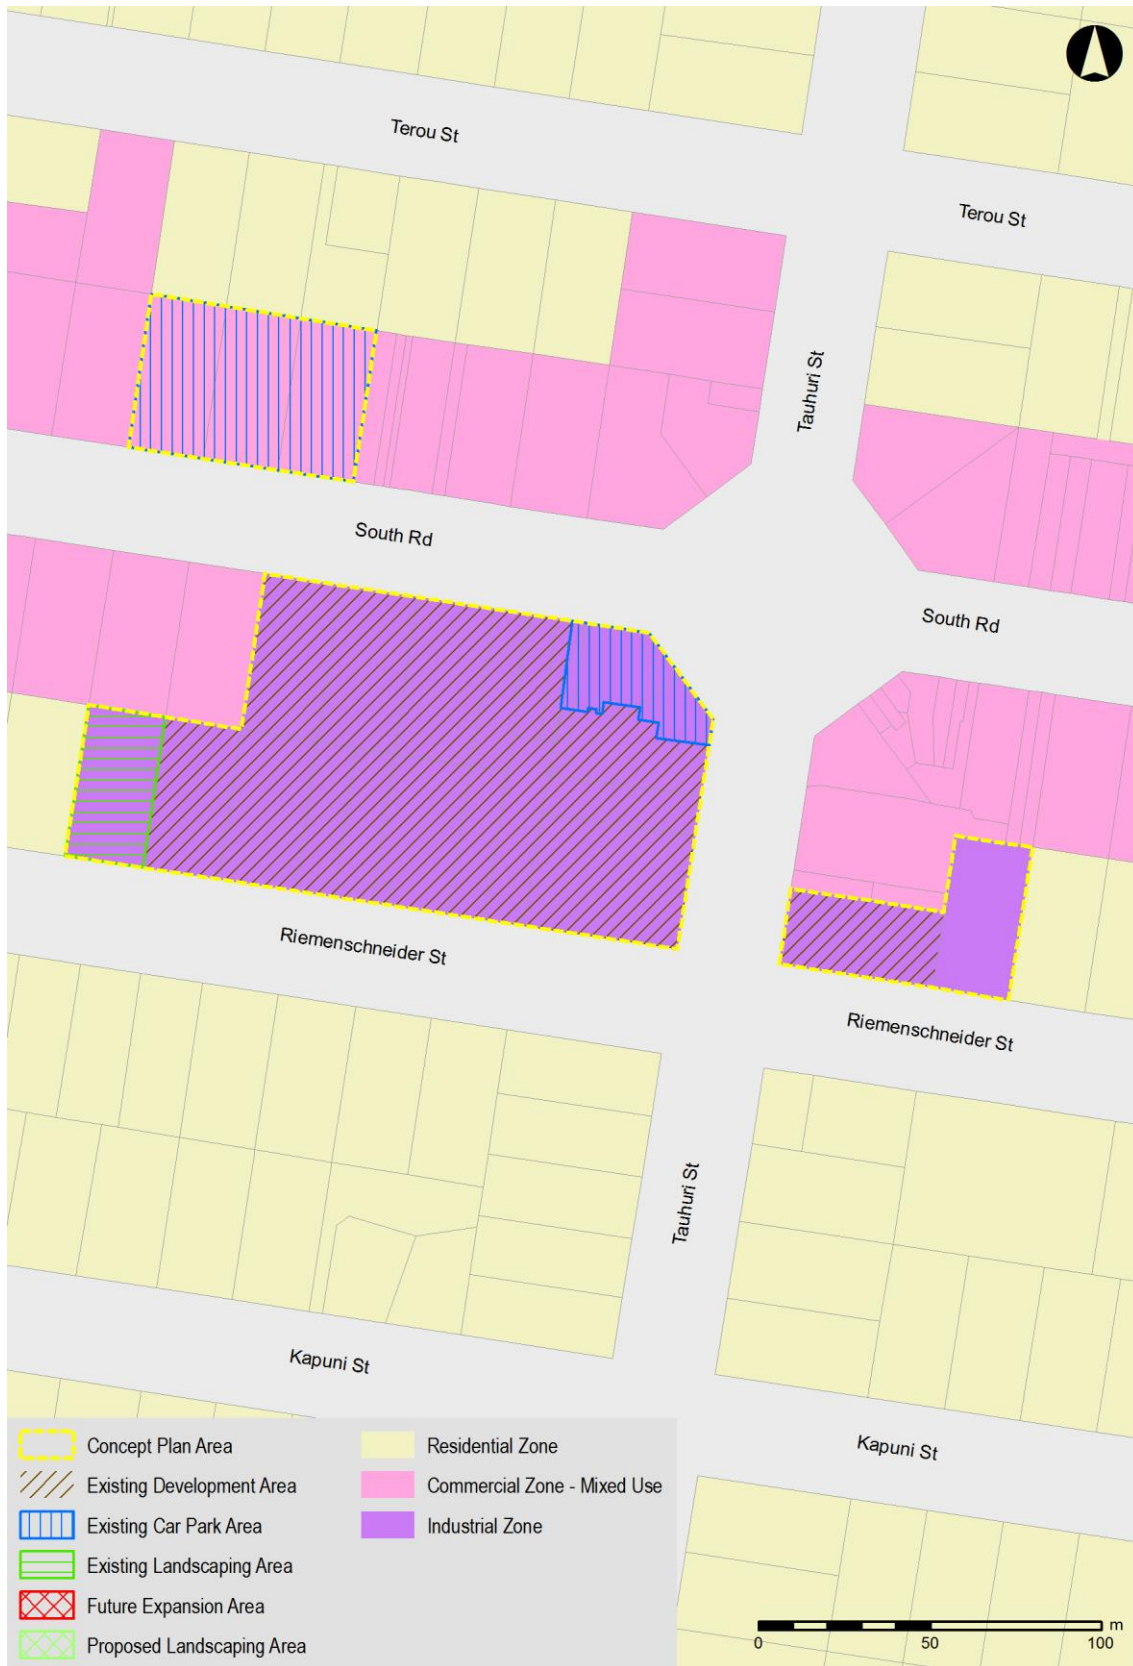 Terou St
Terou St
Tauhuri St
South Rd
South Rd
Riemenschneider St
Riemenschneider St
Tauhuri St
Kapuni St
Kapuni St
Concept Plan Area
Existing Development Area
Existing Car Park Area
Existing Landscaping Area
Future Expansion Area
Proposed Landscaping Area
Residential Zone
Commercial Zone - Mixed Use
Industrial Zone
m
0 50 100